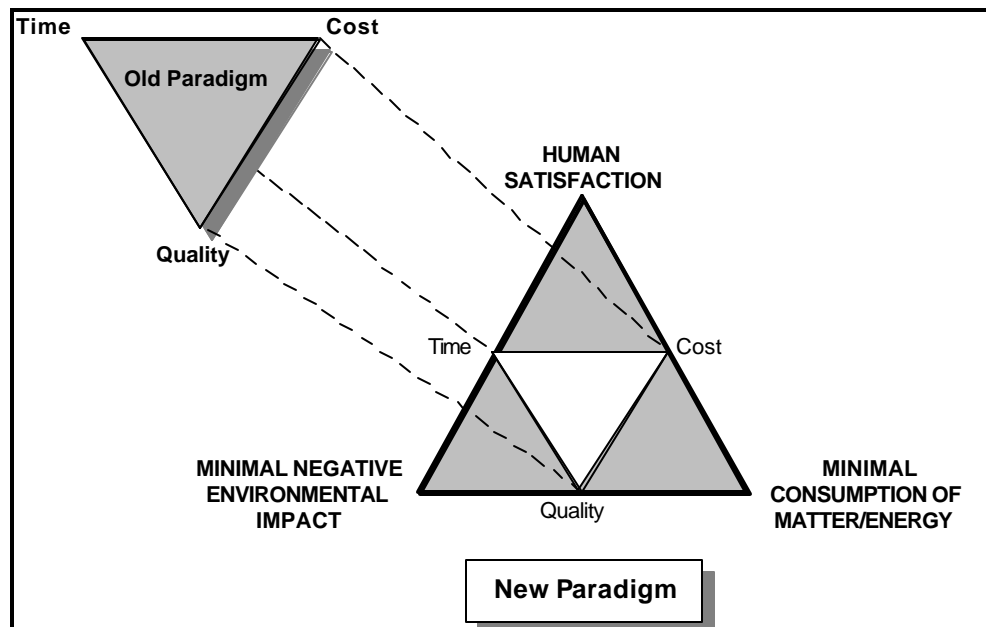 Time
Cost
Old Paradigm
Quality
HUMAN
SATISFACTION
Time
Cost
MINIMAL NEGATIVE
ENVIRONMENTAL
IMPACT
Quality
MINIMAL
CONSUMPTION OF
MATTER/ENERGY
New Paradigm